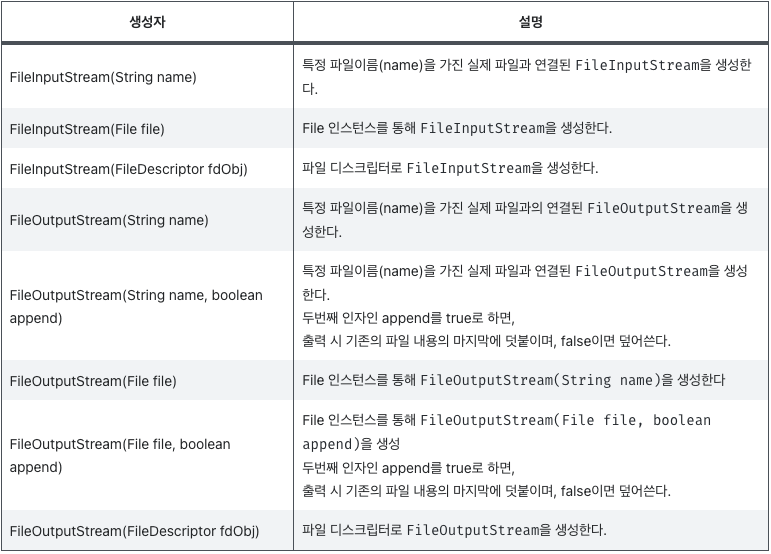 생성자
설명
FileInputStream(String name)
특정 파일이름(name)을 가진 실제 파일과 연결된 FileInputStream을 생성한
다.
FileInputStream(File file)
File 인스턴스를 통해 FileInputStream을 생성한다.
FileInputStream(FileDescriptor fdObj)
파일 디스크립터로 FileInputStream을 생성한다.
FileOutputStream(String name)
특정 파일이름(name)을 가진 실제 파일과의 연결된 FileOutputStream을 생
성한다.
FileOutputStream(String name, boolean
append)
특정 파일이름(name)을 가진 실제 파일과 연결된 FileOutputStream을 생성
한다.
두번째 인자인 append를 true로 하면,
출력 시 기존의 파일 내용의 마지막에 덧붙이며, false이면 덮어쓴다.
FileOutputStream(File file)
File 인스턴스를 통해 FileOutputStream(String name)을 생성한다
FileOutputStream(File file, boolean
append)
File 인스턴스를 통해 FileOutputStream(File file, boolean
append)을 생성
두번째 인자인 append를 true로 하면,
출력 시 기존의 파일 내용의 마지막에 덧붙이며, false이면 덮어쓴다.
FileOutputStream(FileDescriptor fdObj)
파일 디스크립터로 FileOutputStream을 생성한다.